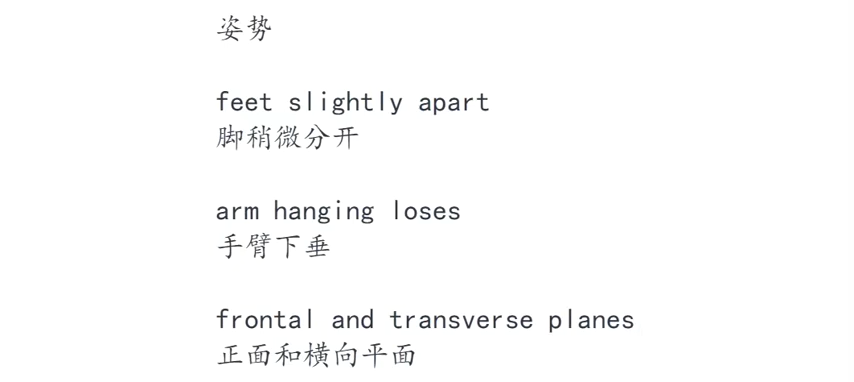 姿势
feet slightly apart
脚稍微分开
arm hanging loses
手臂下垂
frontal and transverse planes
正面和横向平面